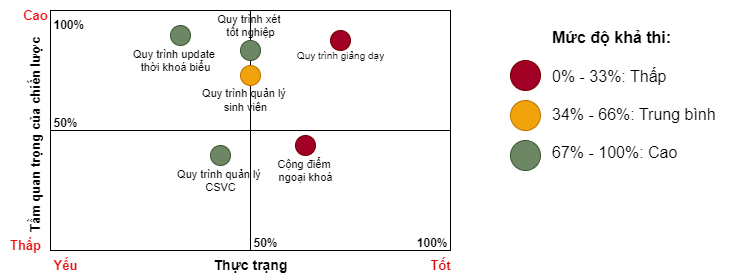 Cao
100%
Quy trình xét
tốt nghiệp
Quy trình update
thời khoá biểu
Quy trình giảng dạy
Quy trình quản lý
sinh viên
50%
Quy trình quản lý
CSVC
Cộng điểm
ngoại khoá
Tầm quan trọng của chiến lược
Thấp
50%
100%
Yếu
Thực trạng
Tốt
Mức độ khả thi:
0% - 33%: Thấp
34% - 66%: Trung bình
67% - 100%: Cao